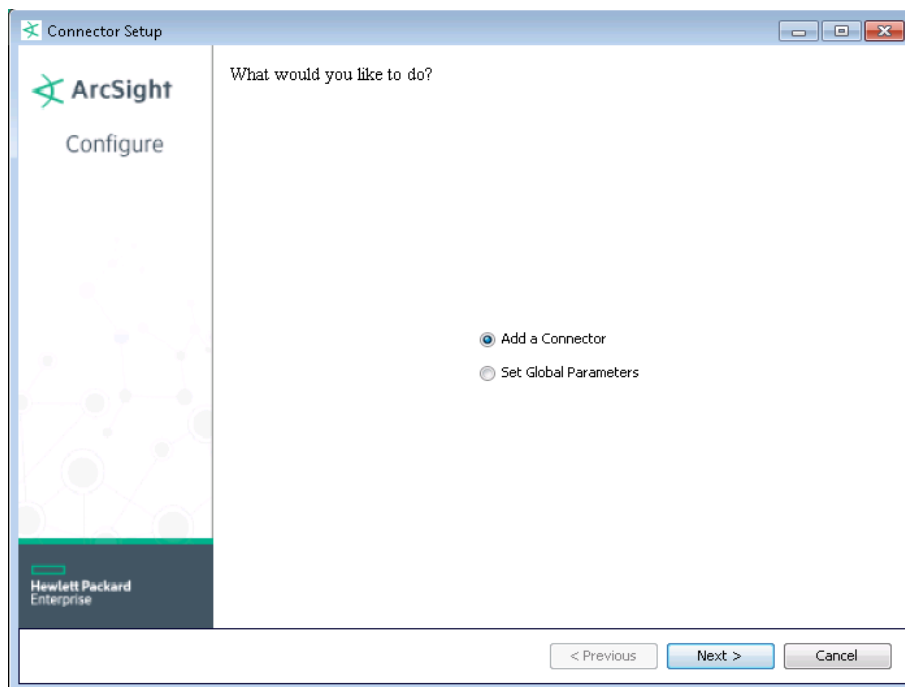 Connector Setup
ArcSight
Configure
What would you like to do?
Add a Connector
Set Global Parameters
Hewlett Packard
Enterprise
< Previous
Next >
Cancel